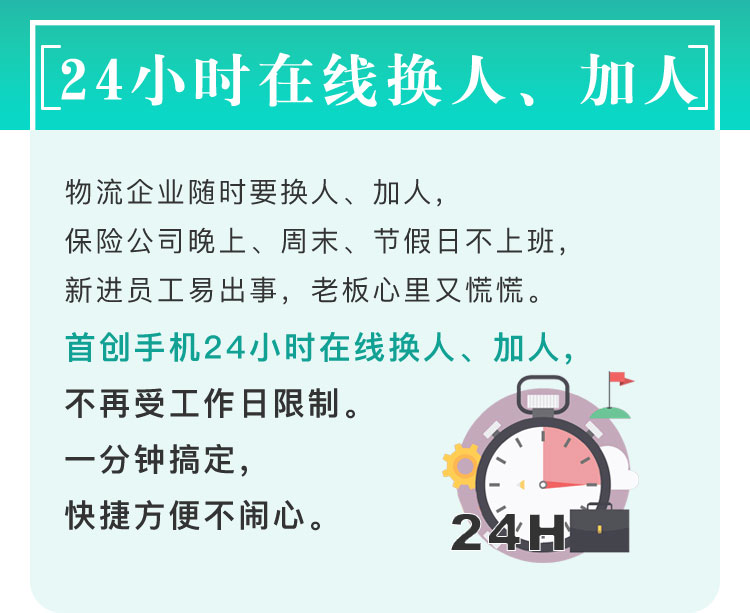 24小时在线换人、加人
物流企业随时要换人、加人，
保险公司晚上、周末、节假日不上班，
新进员工易出事，老板心里又慌慌。
首创手机24小时在线换人、加人，
不再受工作日限制。
一分钟搞定，
快捷方便不闹心。
24H